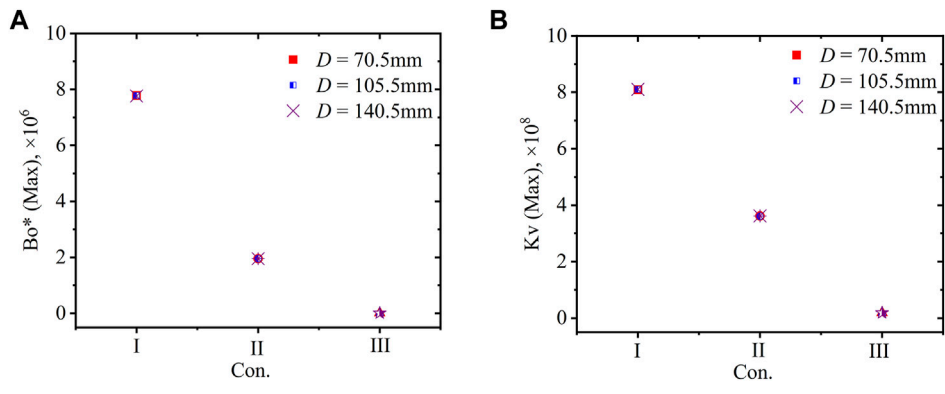 A
10
8
6
4
2
0
Bo* (Max), ×10⁶
D = 70.5mm
D = 105.5mm
D = 140.5mm
I
II
III
Con.
B
10
8
6
4
2
0
Kv (Max), ×10⁸
D = 70.5mm
D = 105.5mm
D = 140.5mm
I
II
III
Con.